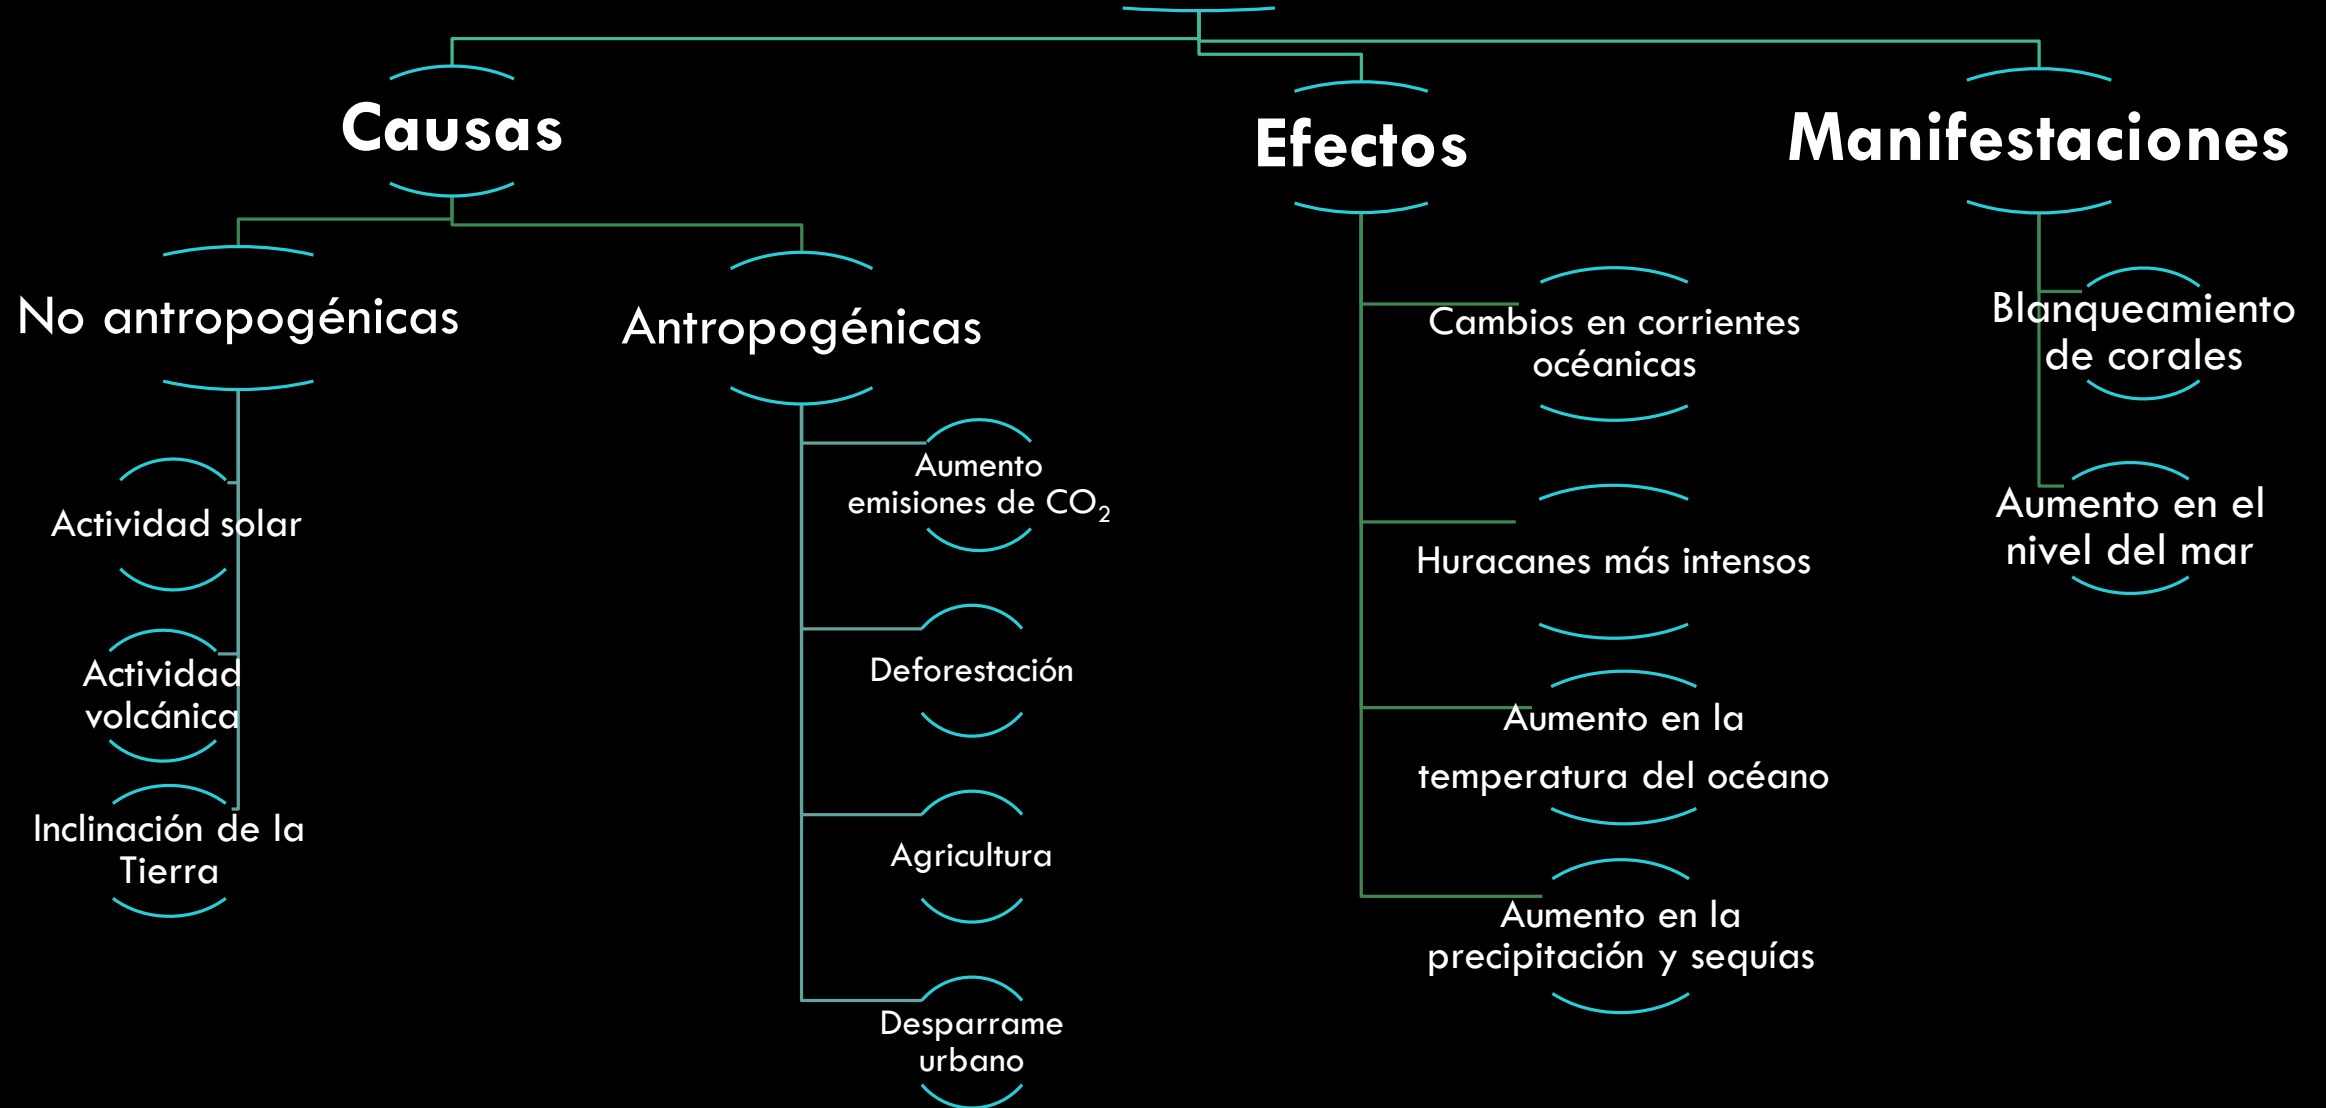 Causas
Efectos
Manifestaciones
No antropogénicas
Antropogénicas
Actividad solar
Actividad
volcánica
Inclinación de la
Tierra
Aumento
emisiones de CO₂
Deforestación
Agricultura
Desparrame
urbano
Cambios en corrientes
océanicas
Huracanes más intensos
Aumento en la
temperatura del océano
Aumento en la
precipitación y sequías
Blanqueamiento
de corales
Aumento en el
nivel del mar